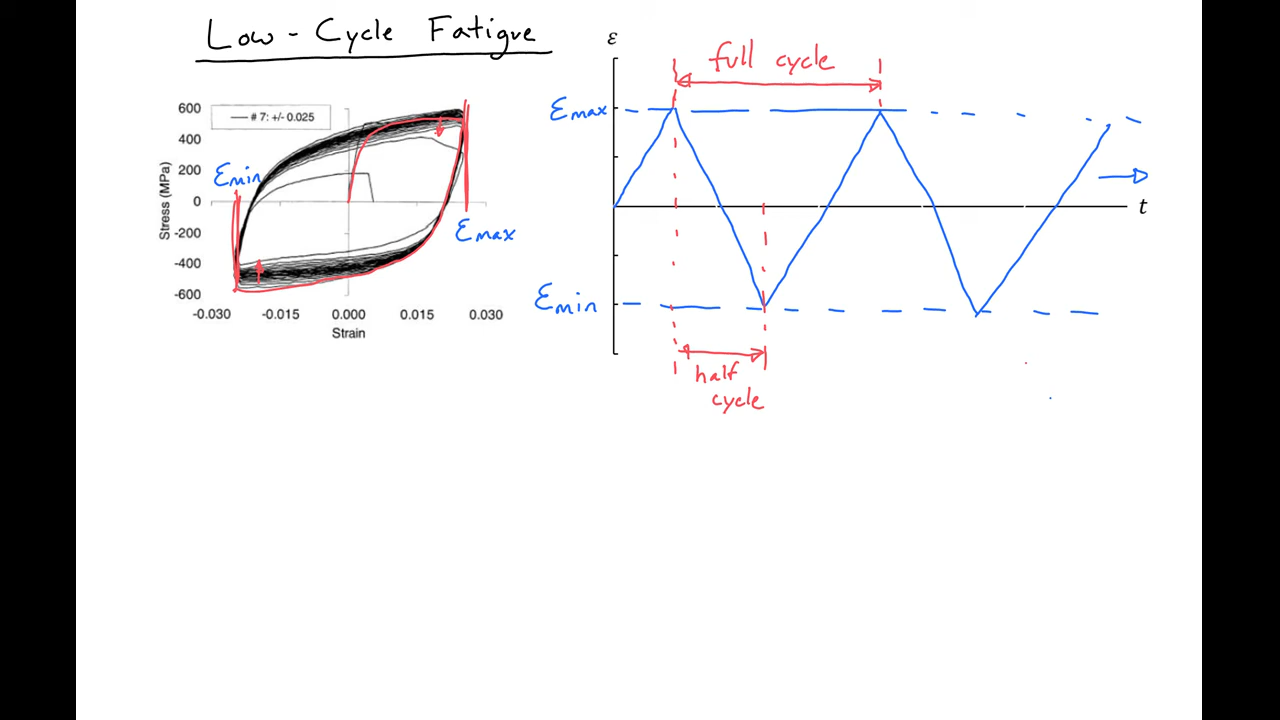 Low-Cycle Fatigue
# 7: +/- 0.025
600
400
200
0
-200
-400
-600
Stress (MPa)
-0.030 -0.015 0.000 0.015 0.030
Strain
εmin
εmax
ε
full cycle
εmax
t
εmin
half
cycle